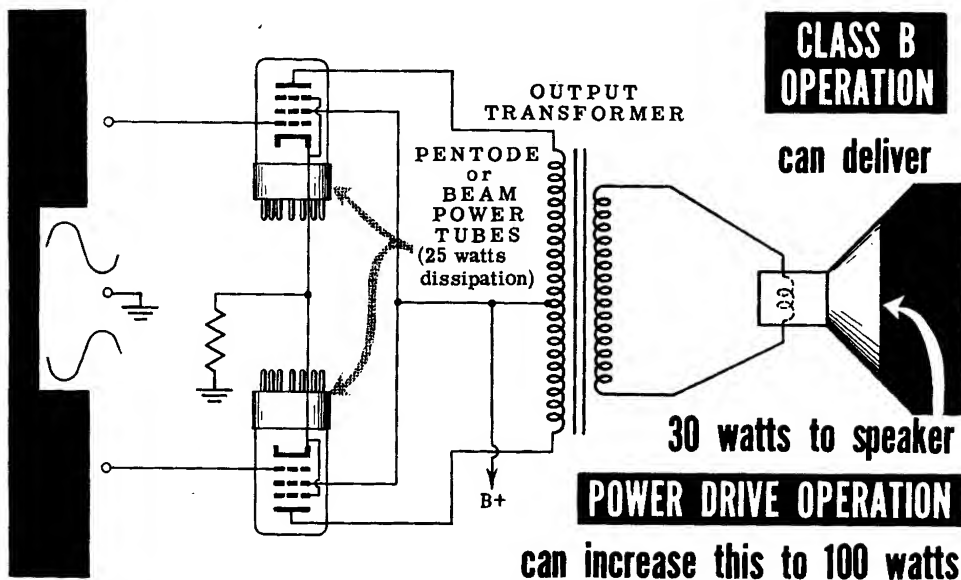 CLASS B
OPERATION
can deliver
OUTPUT
TRANSFORMER
PENTODE
or
BEAM
POWER
TUBES
(25 watts
dissipation)
B+
30 watts to speaker
POWER DRIVE OPERATION
can increase this to 100 watts